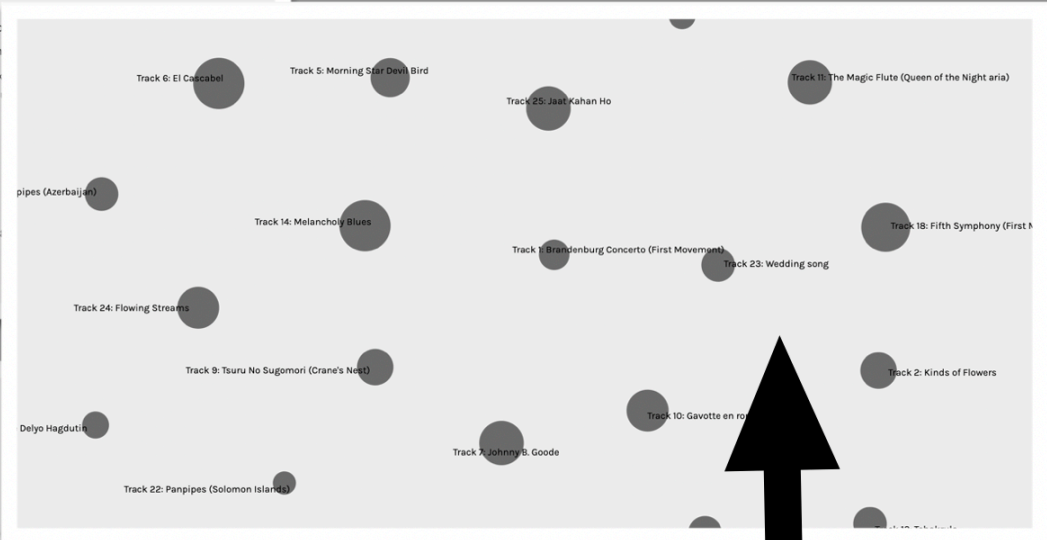 Track 5: Morning Star Devil Bird
Track 6: El Cascabel
Track 11: The Magic Flute (Queen of the Night aria)
Track 25: Jaat Kahan Ho
pipes (Azerbaijan)
Track 14: Melancholy Blues
Track 18: Fifth Symphony (First
Track 1: Brandenburg Concerto (First Movement)
Track 23: Wedding song
Track 24: Flowing Streams
Track 9: Tsuru No Sugomori (Crane's Nest)
Track 2: Kinds of Flowers
Track 10: Gavotte en
Delyo Hagdutin
Track 7: Johnny B. Goode
Track 22: Panpipes (Solomon Islands)